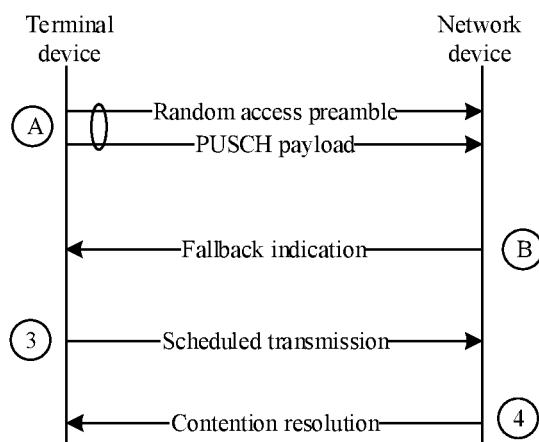 Terminal device
Network device
A
Random access preamble
PUSCH payload
Fallback indication
B
3
Scheduled transmission
Contention resolution
4